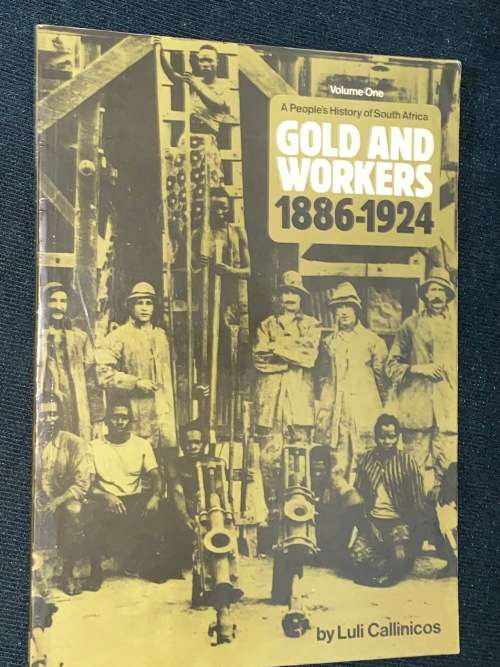 Volume One
A People's History of South Africa
GOLD AND
WORKERS
1886-1924
by Luli Callinicos